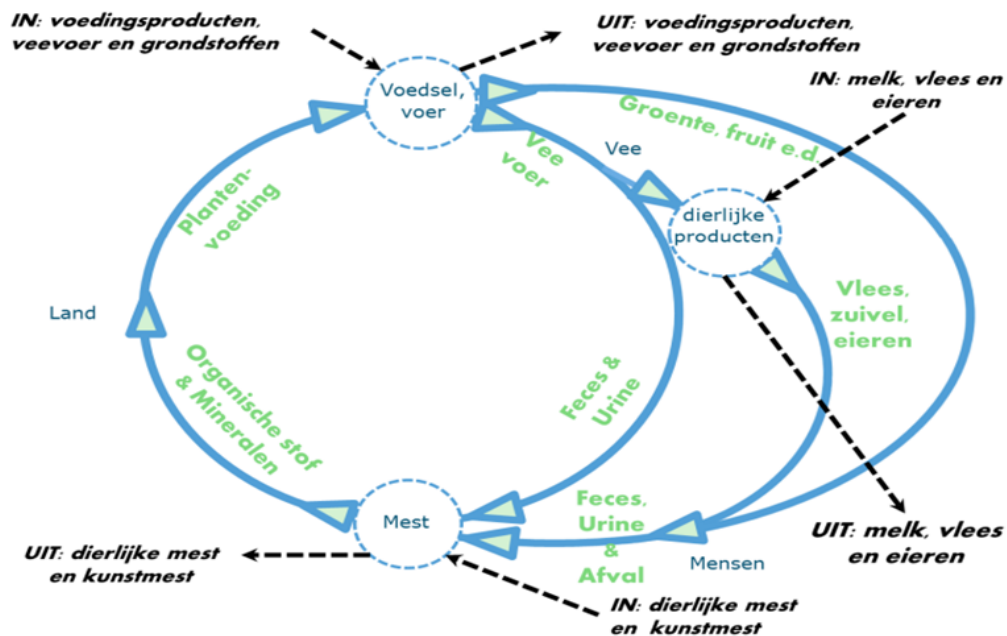 IN: voedingsproducten,
veevoer en grondstoffen
UIT: voedingsproducten,
veevoer en grondstoffen
IN: melk, vlees en
eieren
Voedsel,
voer
Groente, fruit e.d.
Vee
voer
Vee
Planten-
voeding
dierlijke
producten
Land
Vlees,
zuivel,
eieren
Organische stof
& Mineralen
Feces &
Urine
Mest
Feces,
Urine
&
Afval
Mensen
UIT: melk, vlees
en eieren
UIT: dierlijke mest
en kunstmest
IN: dierlijke mest
en kunstmest